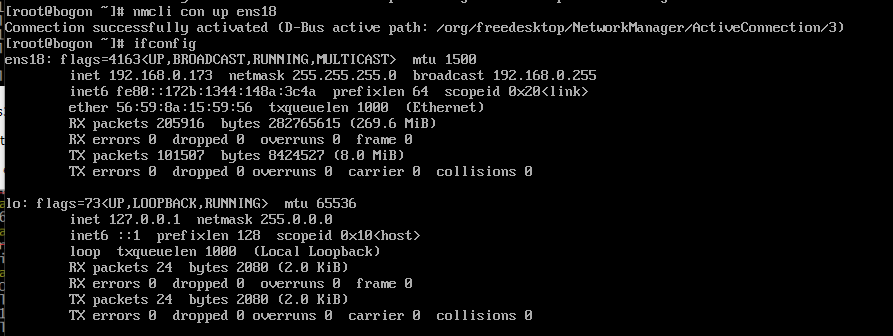 [root@bogon ~]# nmcli con up ens18
Connection successfully activated (D-Bus active path: /org/freedesktop/NetworkManager/ActiveConnection/3)
[root@bogon ~]# ifconfig
ens18: flags=4163<UP,BROADCAST,RUNNING,MULTICAST>  mtu 1500
        inet 192.168.0.173  netmask 255.255.255.0  broadcast 192.168.0.255
        inet6 fe80::172b:1344:148a:3c4a  prefixlen 64  scopeid 0x20<link>
        ether 56:59:8a:15:59:56  txqueuelen 1000  (Ethernet)
        RX packets 205916  bytes 282765615 (269.6 MiB)
        RX errors 0  dropped 0  overruns 0  frame 0
        TX packets 101507  bytes 8424527 (8.0 MiB)
        TX errors 0  dropped 0 overruns 0  carrier 0  collisions 0

lo: flags=73<UP,LOOPBACK,RUNNING>  mtu 65536
        inet 127.0.0.1  netmask 255.0.0.0
        inet6 ::1  prefixlen 128  scopeid 0x10<host>
        loop  txqueuelen 1000  (Local Loopback)
        RX packets 24  bytes 2080 (2.0 KiB)
        RX errors 0  dropped 0  overruns 0  frame 0
        TX packets 24  bytes 2080 (2.0 KiB)
        TX errors 0  dropped 0 overruns 0  carrier 0  collisions 0